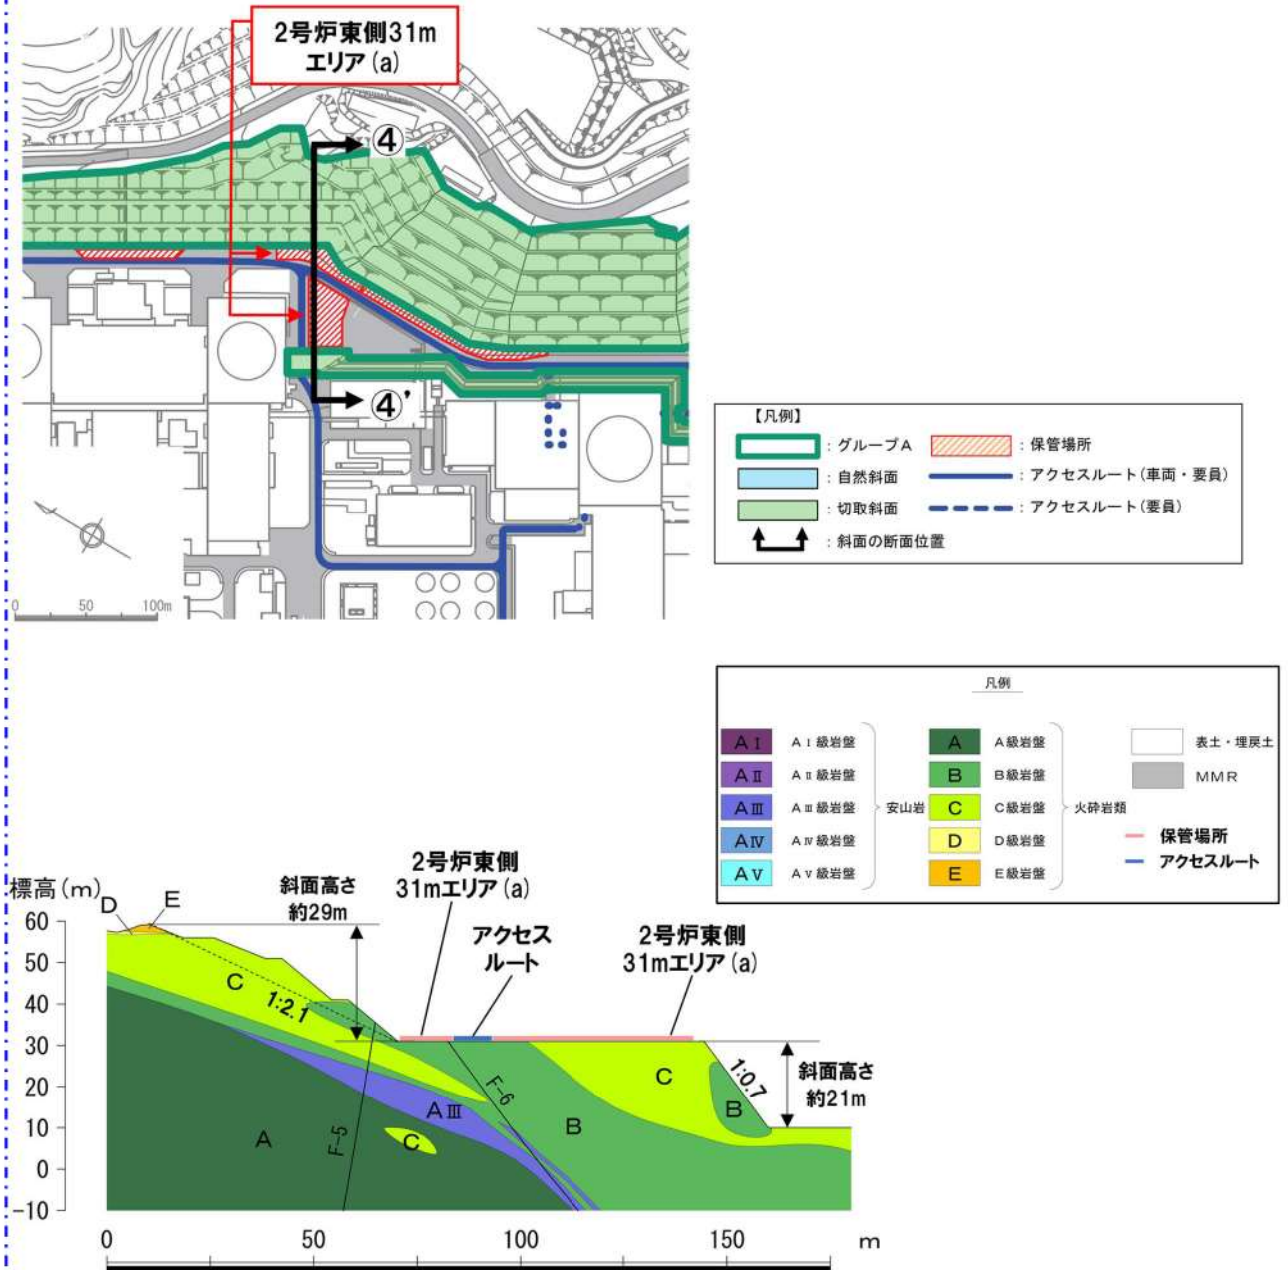 2号炉東側31m
エリア(a)
④
④'
0 50 100m
【凡例】
:グループA
:保管場所
:自然斜面
:アクセスルート(車両・要員)
:切取斜面
:アクセスルート(要員)
:斜面の断面位置
凡例
AⅠ AⅠ級岩盤
AⅡ AⅡ級岩盤
AⅢ AⅢ級岩盤
AⅣ AⅣ級岩盤
AⅤ AⅤ級岩盤
安山岩
A A級岩盤
B B級岩盤
C C級岩盤
D D級岩盤
E E級岩盤
火砕岩類
表土・埋戻土
MMR
保管場所
アクセスルート
標高(m)
D
E
斜面高さ
約29m
2号炉東側
31mエリア(a)
アクセス
ルート
2号炉東側
31mエリア(a)
60
50
40
30
20
10
0
-10
C
1:2.1
A
F-5
AⅢ
C
F-6
B
C
B
1:0.7
斜面高さ
約21m
0 50 100 150 m